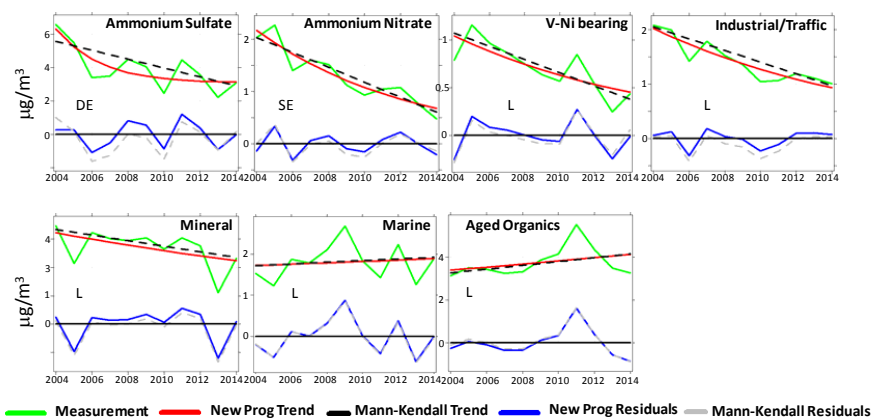 Ammonium Sulfate
Ammonium Nitrate
V-Ni bearing
Industrial/Traffic
µg/m³
6
4
2
0
DE
2
1
0
SE
1
0.5
0
L
2
1
0
L
2004 2006 2008 2010 2012 2014
2004 2006 2008 2010 2012 2014
2004 2006 2008 2010 2012 2014
2004 2006 2008 2010 2012 2014
Mineral
Marine
Aged Organics
µg/m³
4
3
2
1
0
L
2
1
1
0
L
4
2
0
L
2004 2006 2008 2010 2012 2014
2004 2006 2008 2010 2012 2014
2004 2006 2008 2010 2012 2014
Measurement New Prog Trend Mann-Kendall Trend New Prog Residuals Mann-Kendall Residuals